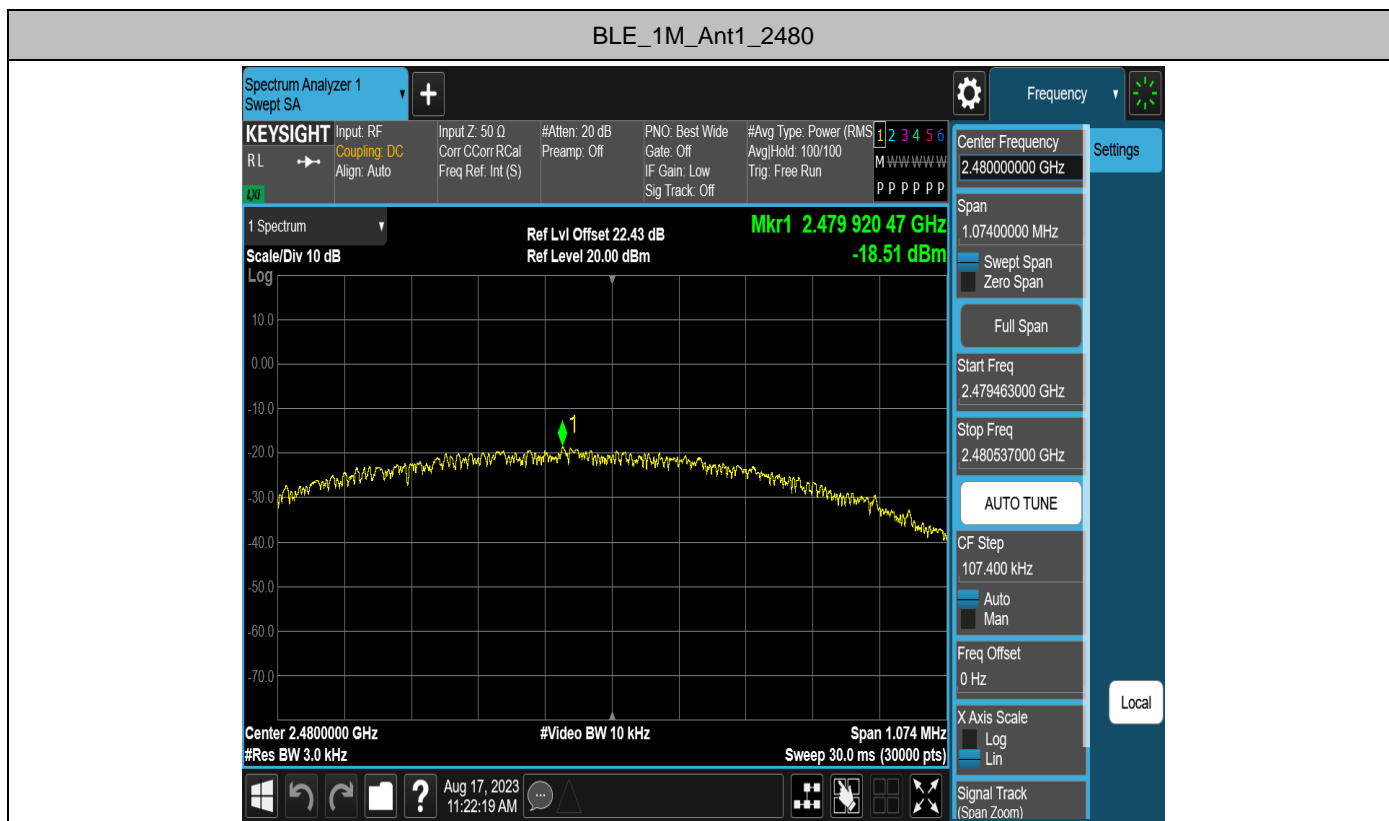 BLE_1M_Ant1_2480
Spectrum Analyzer 1
Swept SA
+
Frequency
KEYSIGHT
R L
LXI
Input: RF
Coupling: DC
Align: Auto
Input Z: 50 Ω
Corr CCorr RCal
Freq Ref: Int (S)
#Atten: 20 dB
Preamp: Off
PNO: Best Wide
Gate: Off
IF Gain: Low
Sig Track: Off
#Avg Type: Power (RMS
Avg|Hold: 100/100
Trig: Free Run
1 2 3 4 5 6
M W W W W W
P P P P P P
1 Spectrum
Scale/Div 10 dB
Log
Ref Lvl Offset 22.43 dB
Ref Level 20.00 dBm
Mkr1 2.479 920 47 GHz
-18.51 dBm
10.0
0.00
-10.0
-20.0
-30.0
-40.0
-50.0
-60.0
-70.0
1
Center 2.4800000 GHz
#Res BW 3.0 kHz
#Video BW 10 kHz
Span 1.074 MHz
Sweep 30.0 ms (30000 pts)
Center Frequency
2.480000000 GHz
Settings
Span
1.07400000 MHz
Swept Span
Zero Span
Full Span
Start Freq
2.479463000 GHz
Stop Freq
2.480537000 GHz
AUTO TUNE
CF Step
107.400 kHz
Auto
Man
Freq Offset
0 Hz
X Axis Scale
Log
Lin
Local
Signal Track
(Span Zoom)
?
Aug 17, 2023
11:22:19 AM